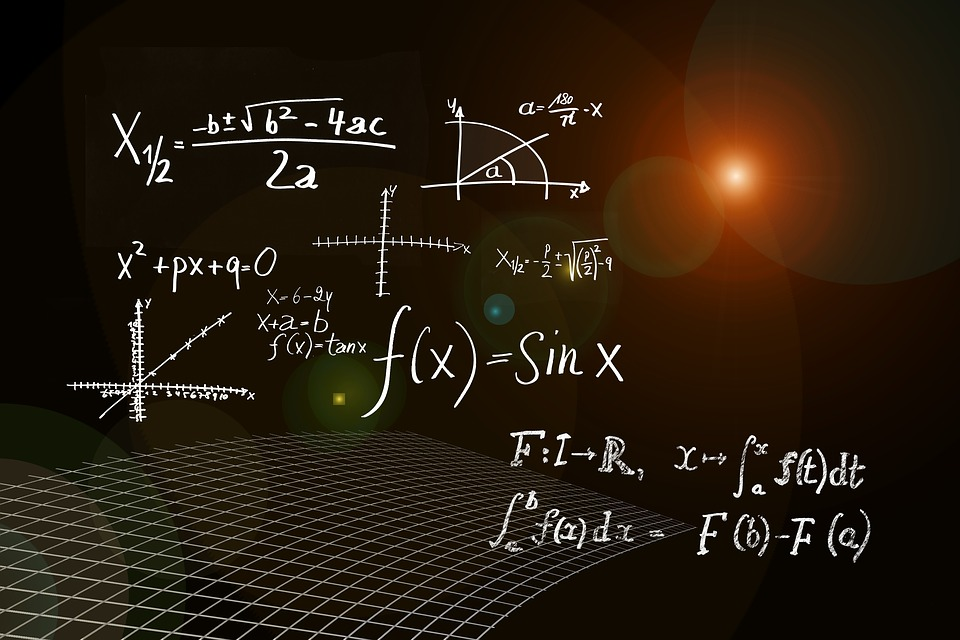 X₁/₂ = (-b ± √(b² - 4ac)) / 2a
y
a = 180/π · x
a
x
y
x
x² + px + q = 0
X₁/₂ = -p/2 ± √((p/2)² - q)
x = 6 - 2y
x + a = b
f(x) = tan x
y
x
f(x) = Sin x
F : I → ℝ, x ↦ ∫ₐˣ f(t)dt
∫ₐᵇ f(x) dx = F(b) - F(a)